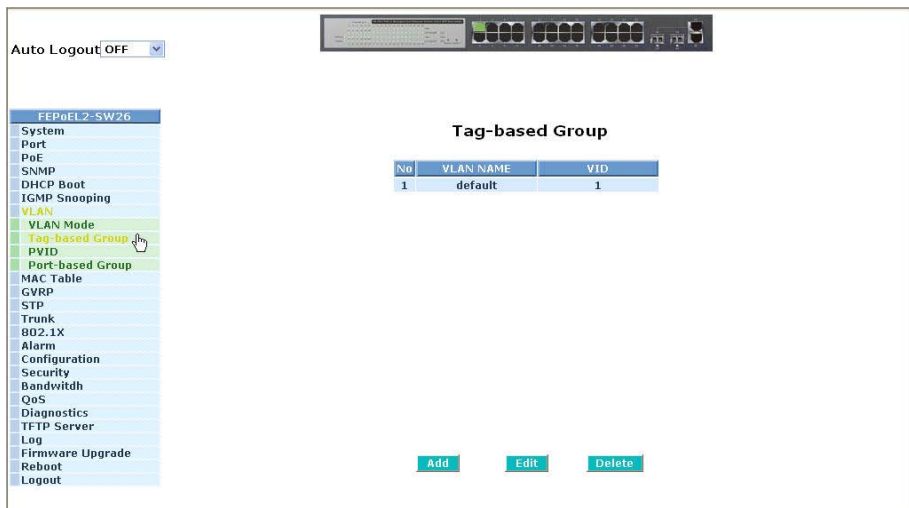 Auto Logout OFF
FEPoEL2-SW26
System
Port
PoE
SNMP
DHCP Boot
IGMP Snooping
VLAN
VLAN Mode
Tag-based Group
PVID
Port-based Group
MAC Table
GVRP
STP
Trunk
802.1X
Alarm
Configuration
Security
Bandwitdh
QoS
Diagnostics
TFTP Server
Log
Firmware Upgrade
Reboot
Logout
Tag-based Group
No VLAN NAME VID
1 default 1
Add Edit Delete